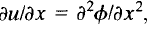 ∂u/∂x = ∂²ϕ/∂x²,